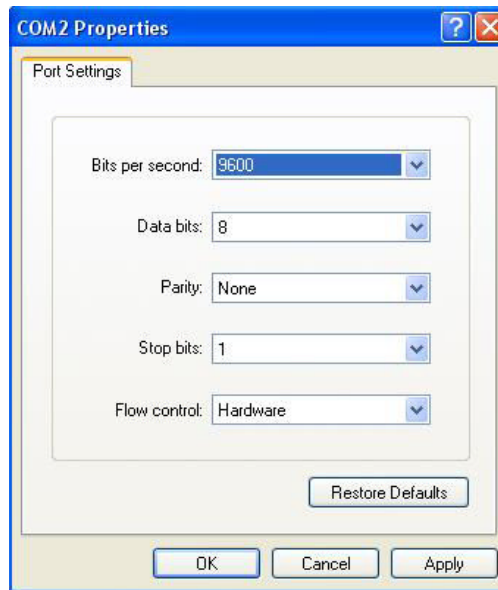 COM2 Properties
Port Settings
Bits per second: 9600
Data bits: 8
Parity: None
Stop bits: 1
Flow control: Hardware
Restore Defaults
OK Cancel Apply